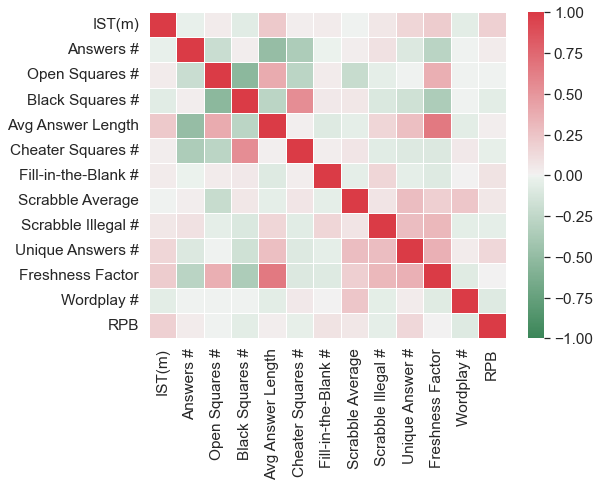 IST(m)
Answers #
Open Squares #
Black Squares #
Avg Answer Length
Cheater Squares #
Fill-in-the-Blank #
Scrabble Average
Scrabble Illegal #
Unique Answers #
Freshness Factor
Wordplay #
RPB
IST(m)
Answers #
Open Squares #
Black Squares #
Avg Answer Length
Cheater Squares #
Fill-in-the-Blank #
Scrabble Average
Scrabble Illegal #
Unique Answer #
Freshness Factor
Wordplay #
RPB
1.00
0.75
0.50
0.25
0.00
−0.25
−0.50
−0.75
−1.00